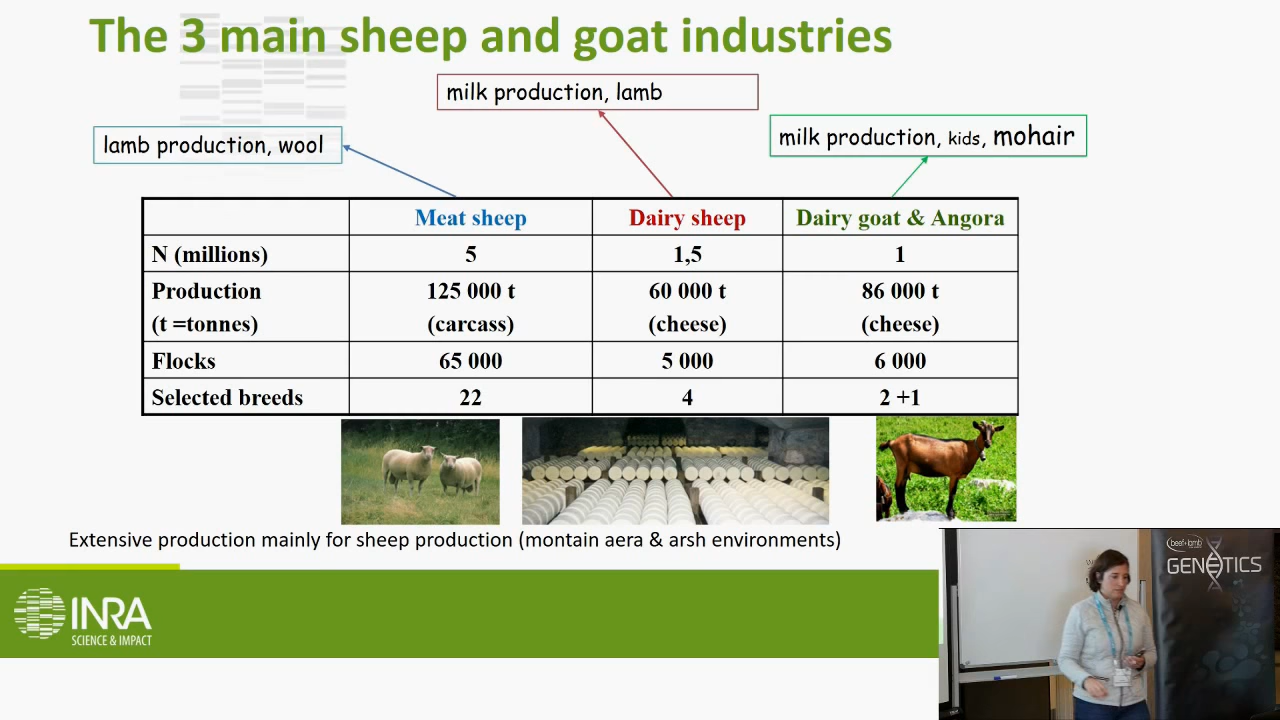 The 3 main sheep and goat industries
milk production, lamb
lamb production, wool
milk production, kids, mohair
Meat sheep Dairy sheep Dairy goat & Angora
N (millions) 5 1,5 1
Production 125 000 t 60 000 t 86 000 t
(t =tonnes) (carcass) (cheese) (cheese)
Flocks 65 000 5 000 6 000
Selected breeds 22 4 2 +1
Extensive production mainly for sheep production (montain aera & arsh environments)
INRA
SCIENCE & IMPACT
beef+lamb
GENETICS